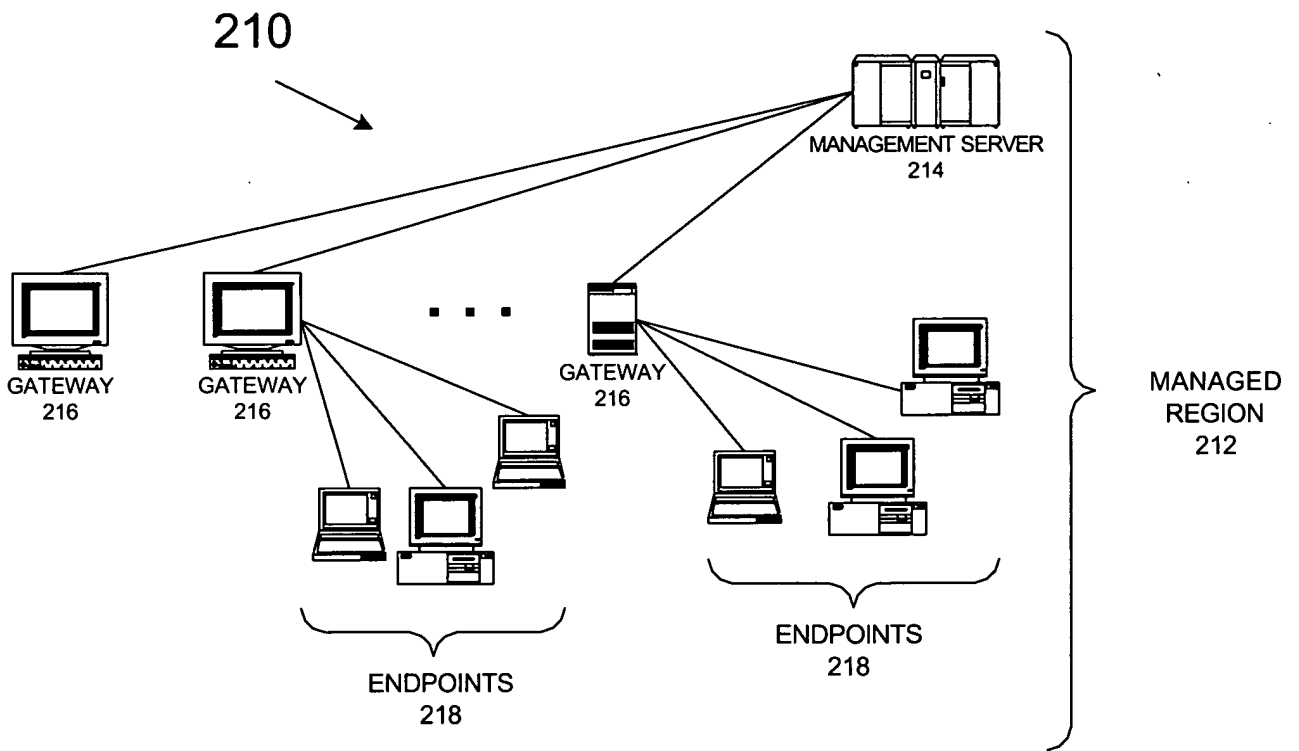 210
MANAGEMENT SERVER
214
GATEWAY
216
GATEWAY
216
GATEWAY
216
MANAGED
REGION
212
ENDPOINTS
218
ENDPOINTS
218